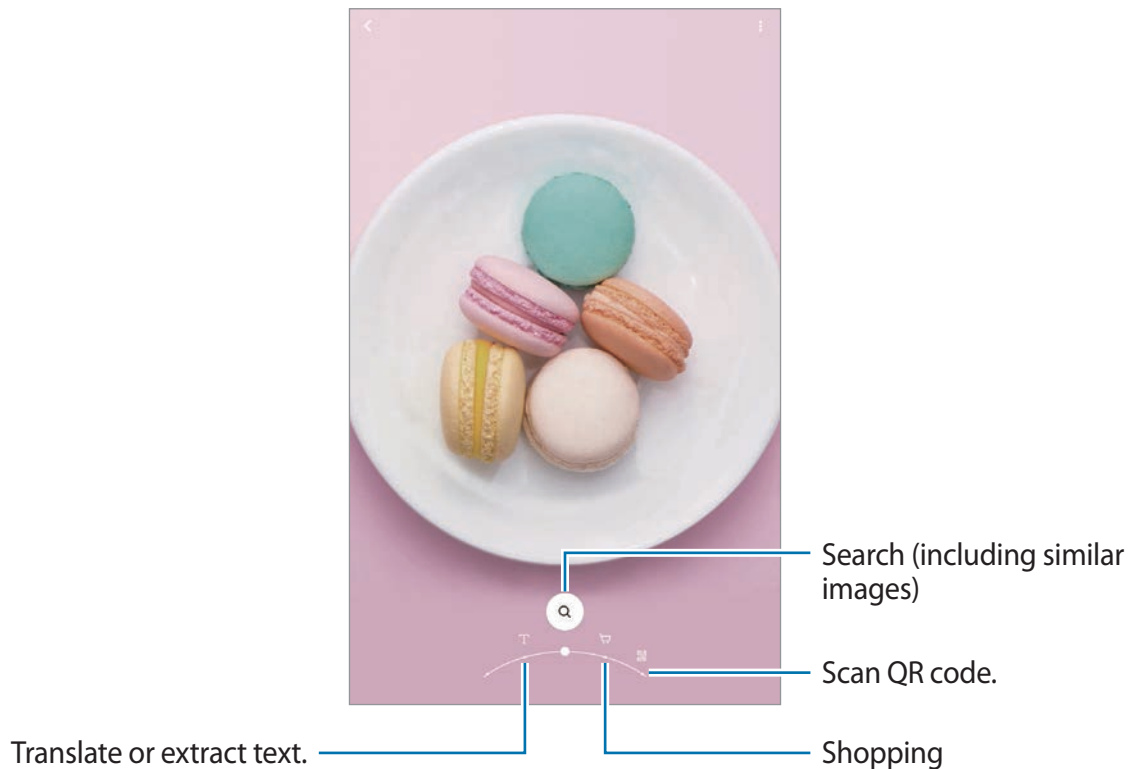 Search (including similar
images)
Scan QR code.
Translate or extract text.
Shopping